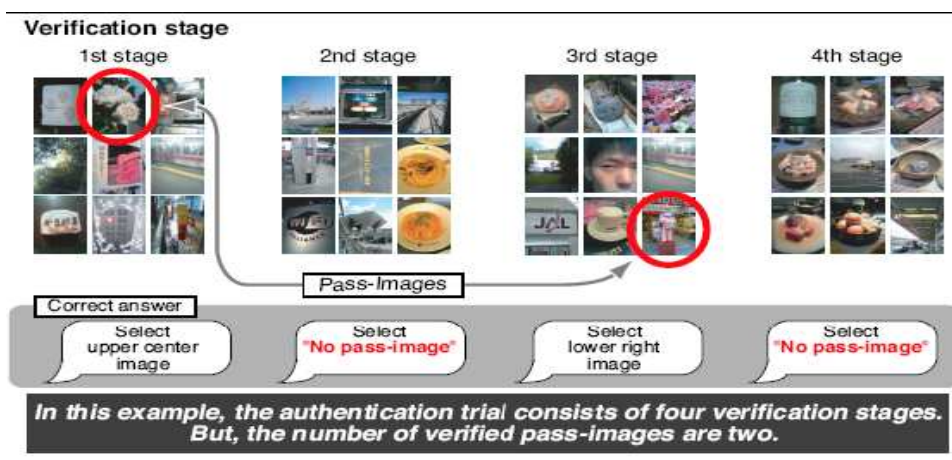 Verification stage
1st stage
2nd stage
3rd stage
4th stage
JAL
Pass-Images
Correct answer
Select
upper center
image
Select
"No pass-image"
Select
lower right
image
Select
"No pass-image"
In this example, the authentication trial consists of four verification stages.
But, the number of verified pass-images are two.